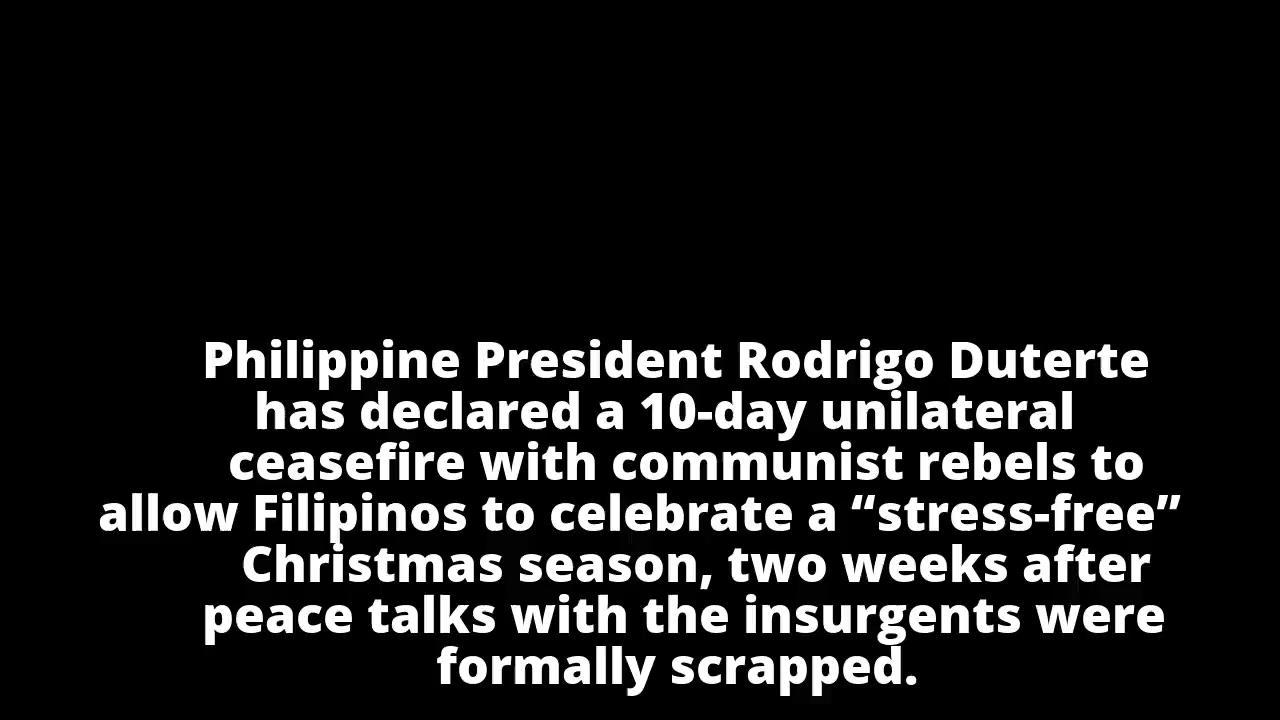 Philippine President Rodrigo Duterte
has declared a 10-day unilateral
ceasefire with communist rebels to
allow Filipinos to celebrate a “stress-free”
Christmas season, two weeks after
peace talks with the insurgents were
formally scrapped.